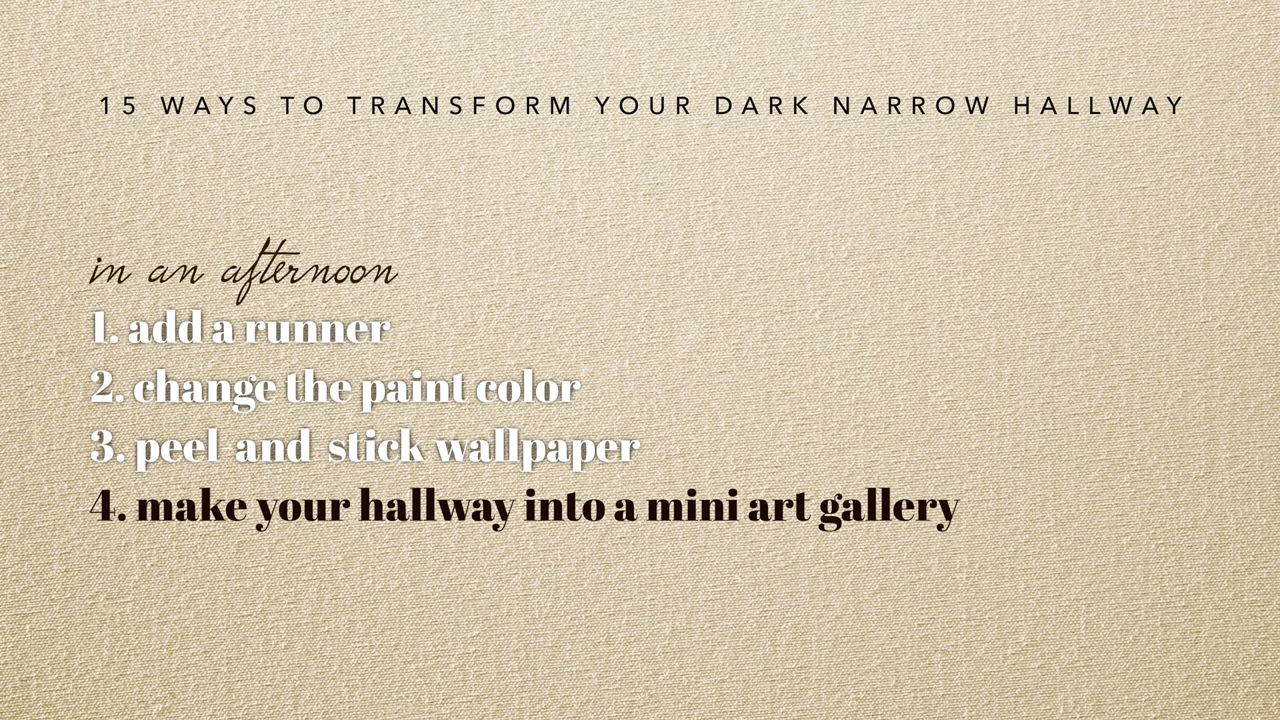 15 WAYS TO TRANSFORM YOUR DARK NARROW HALLWAY
in an afternoon
1. add a runner
2. change the paint color
3. peel-and-stick wallpaper
4. make your hallway into a mini art gallery